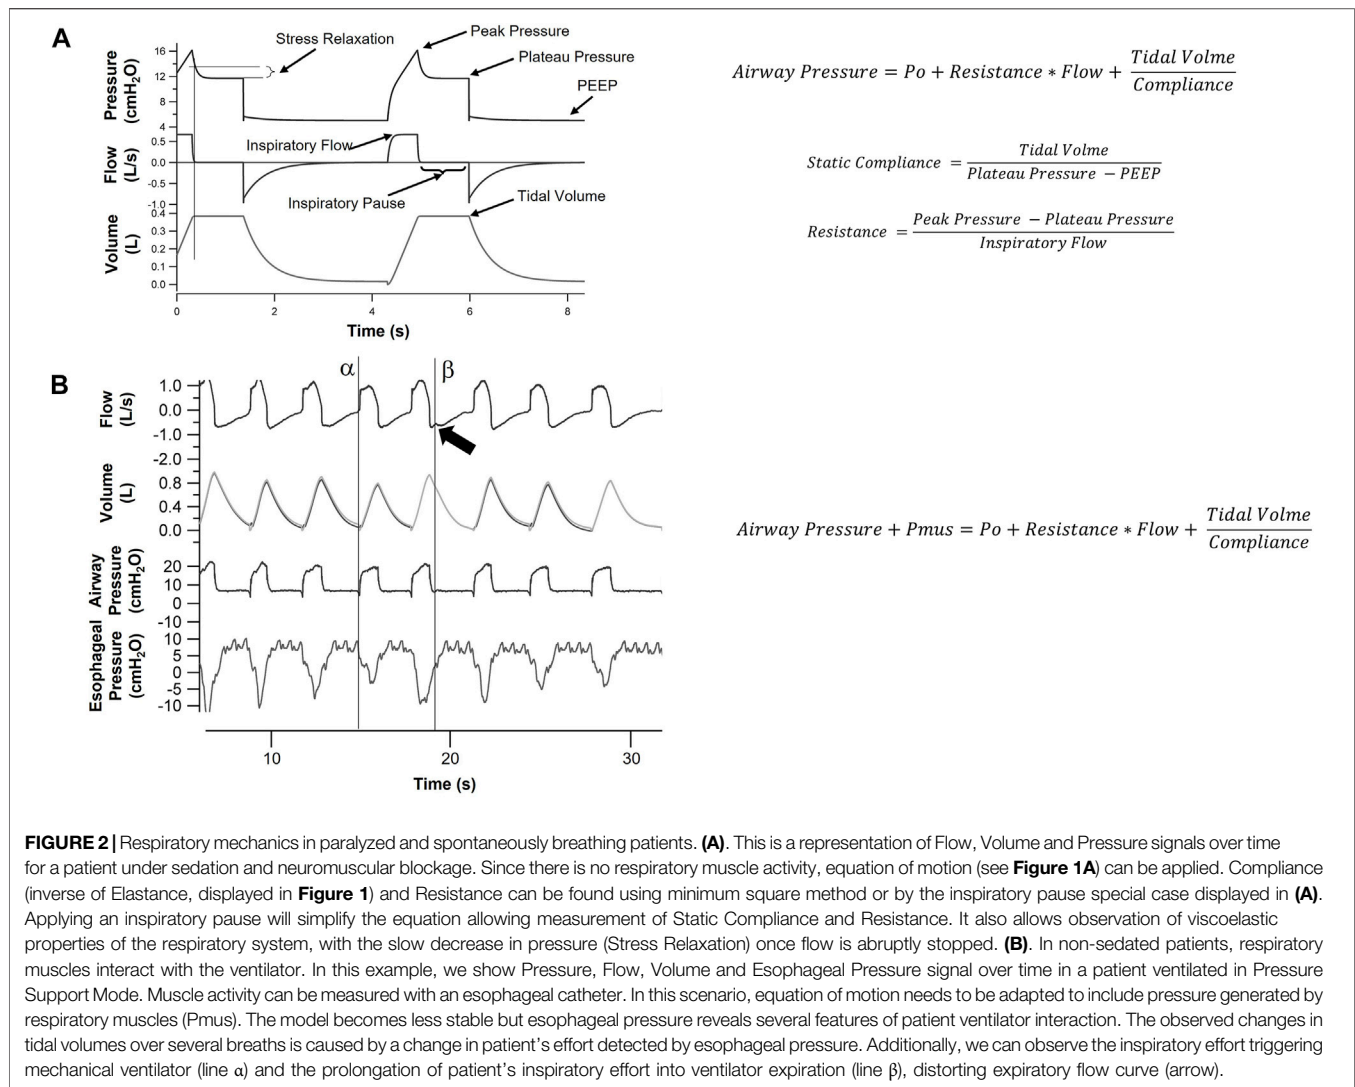 A
Stress Relaxation
Peak Pressure
Plateau Pressure
PEEP
Pressure
(cmH2O)
16
12
8
4
Inspiratory Flow
Flow
(L/s)
0.5
0.0
-0.5
-1.0
Inspiratory Pause
Tidal Volume
Volume
(L)
0.4
0.3
0.2
0.1
0.0
0 2 4 6 8
Time (s)
Airway Pressure = Po + Resistance * Flow + Tidal Volme / Compliance
Static Compliance = Tidal Volme / Plateau Pressure − PEEP
Resistance = Peak Pressure − Plateau Pressure / Inspiratory Flow
B
α β
Flow
(L/s)
1.0
0.0
-1.0
-2.0
Volume
(L)
0.8
0.4
0.0
Airway
Pressure
(cmH2O)
20
10
0
-10
Esophageal
Pressure
(cmH2O)
10
5
0
-5
-10
10 20 30
Time (s)
Airway Pressure + Pmus = Po + Resistance * Flow + Tidal Volme / Compliance
FIGURE 2 | Respiratory mechanics in paralyzed and spontaneously breathing patients. (A). This is a representation of Flow, Volume and Pressure signals over time
for a patient under sedation and neuromuscular blockage. Since there is no respiratory muscle activity, equation of motion (see Figure 1A) can be applied. Compliance
(inverse of Elastance, displayed in Figure 1) and Resistance can be found using minimum square method or by the inspiratory pause special case displayed in (A).
Applying an inspiratory pause will simplify the equation allowing measurement of Static Compliance and Resistance. It also allows observation of viscoelastic
properties of the respiratory system, with the slow decrease in pressure (Stress Relaxation) once flow is abruptly stopped. (B). In non-sedated patients, respiratory
muscles interact with the ventilator. In this example, we show Pressure, Flow, Volume and Esophageal Pressure signal over time in a patient ventilated in Pressure
Support Mode. Muscle activity can be measured with an esophageal catheter. In this scenario, equation of motion needs to be adapted to include pressure generated by
respiratory muscles (Pmus). The model becomes less stable but esophageal pressure reveals several features of patient ventilator interaction. The observed changes in
tidal volumes over several breaths is caused by a change in patient's effort detected by esophageal pressure. Additionally, we can observe the inspiratory effort triggering
mechanical ventilator (line α) and the prolongation of patient's inspiratory effort into ventilator expiration (line β), distorting expiratory flow curve (arrow).